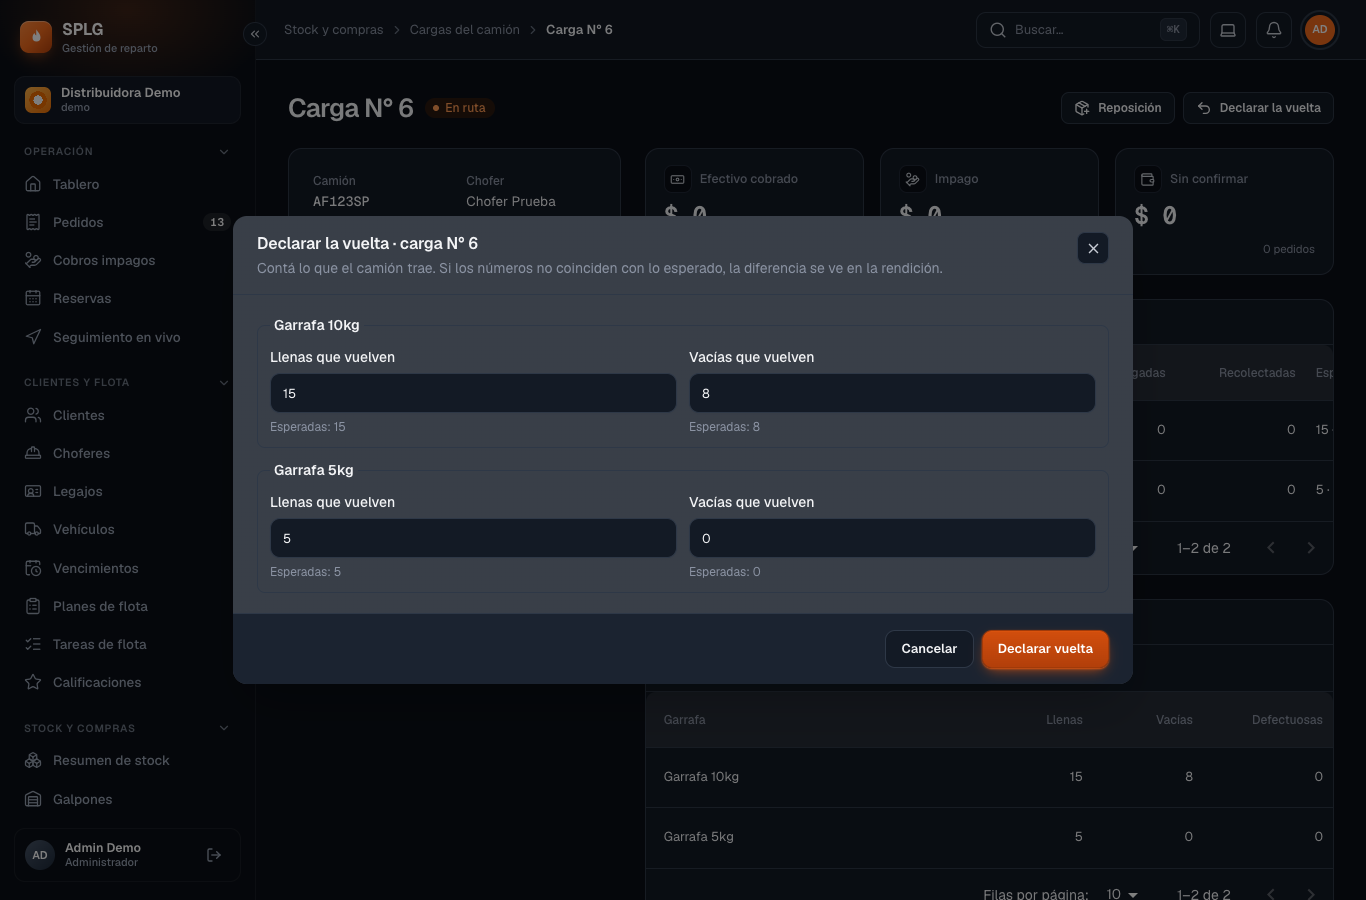 SPLG
Gestión de reparto
Distribuidora Demo
demo
OPERACIÓN
Tablero
Pedidos 13
Cobros impagos
Reservas
Seguimiento en vivo
CLIENTES Y FLOTA
Clientes
Choferes
Legajos
Vehículos
Vencimientos
Planes de flota
Tareas de flota
Calificaciones
STOCK Y COMPRAS
Resumen de stock
Galpones
AD
Admin Demo
Administrador
Stock y compras > Cargas del camión > Carga N° 6
Buscar... ⌘K
AD
Carga N° 6 En ruta
Reposición
Declarar la vuelta
Camión Chofer
AF123SP Chofer Prueba
Efectivo cobrado
$ 0
Impago
$ 0
Sin confirmar
$ 0
0 pedidos
Declarar la vuelta · carga N° 6
Contá lo que el camión trae. Si los números no coinciden con lo esperado, la diferencia se ve en la rendición.
Garrafa 10kg
Llenas que vuelven Vacías que vuelven
15 8
Esperadas: 15 Esperadas: 8
Garrafa 5kg
Llenas que vuelven Vacías que vuelven
5 0
Esperadas: 5 Esperadas: 0
Cancelar Declarar vuelta
Recolectadas
0 0 15
0 0 5 ·
1–2 de 2
Garrafa Llenas Vacías Defectuosas
Garrafa 10kg 15 8 0
Garrafa 5kg 5 0 0
Filas por página: 10 1–2 de 2